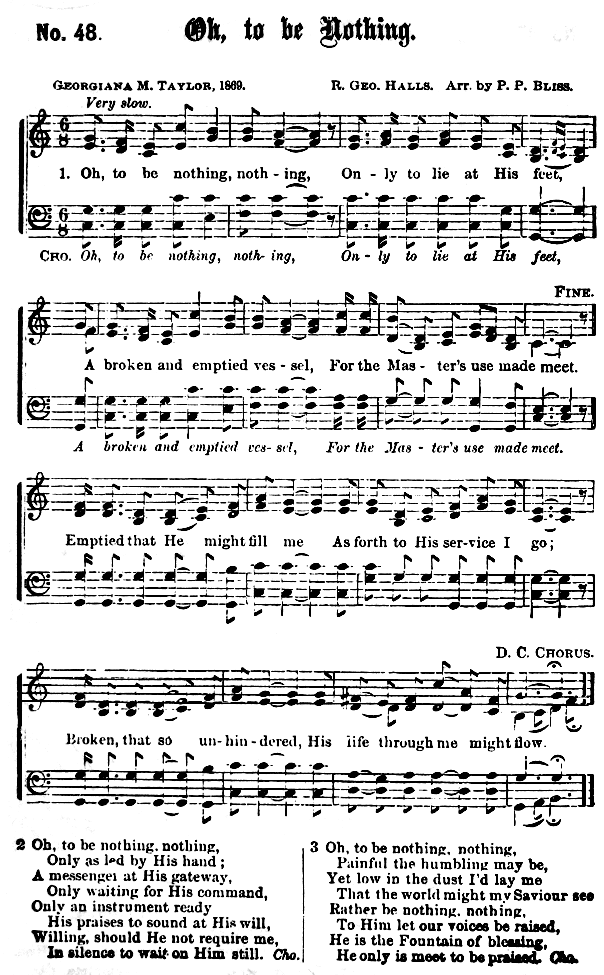 No. 48.
Oh, to be Nothing.
GEORGIANA M. TAYLOR, 1869.
R. GEO. HALLS. Arr. by P. P. BLISS.
Very slow.
1. Oh, to be nothing, noth - ing, On - ly to lie at His feet,
CHO. Oh, to be nothing, noth- ing, On - ly to lie at His feet,
FINE.
A broken and emptied ves - sel, For the Mas - ter's use made meet.
A broken and emptied ves- sel, For the Mas - ter's use made meet.
Emptied that He might fill me As forth to His ser-vice I go;
D. C. CHORUS.
Broken, that so un-hin-dered, His life through me might flow.
2 Oh, to be nothing, nothing,
Only as led by His hand;
A messenger at His gateway,
Only waiting for His command,
Only an instrument ready
His praises to sound at His will,
Willing, should He not require me,
In silence to wait on Him still. Cho.
3 Oh, to be nothing, nothing,
Painful the humbling may be,
Yet low in the dust I'd lay me
That the world might my Saviour see
Rather be nothing, nothing,
To Him let our voices be raised,
He is the Fountain of blessing,
He only is meet to be praised. Cho.